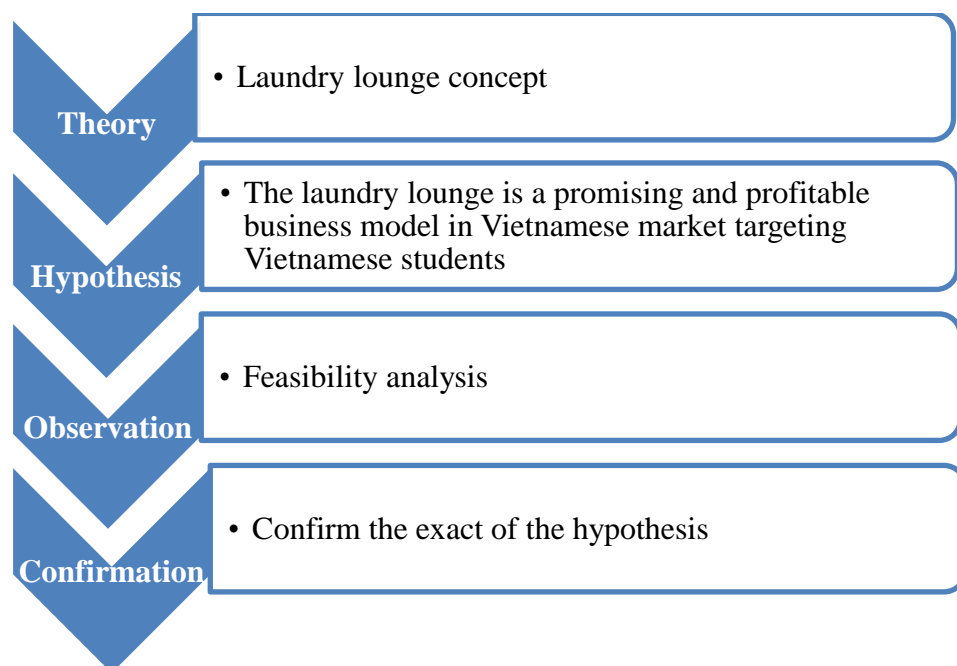 • Laundry lounge concept
Theory
• The laundry lounge is a promising and profitable
business model in Vietnamese market targeting
Vietnamese students
Hypothesis
• Feasibility analysis
Observation
• Confirm the exact of the hypothesis
Confirmation